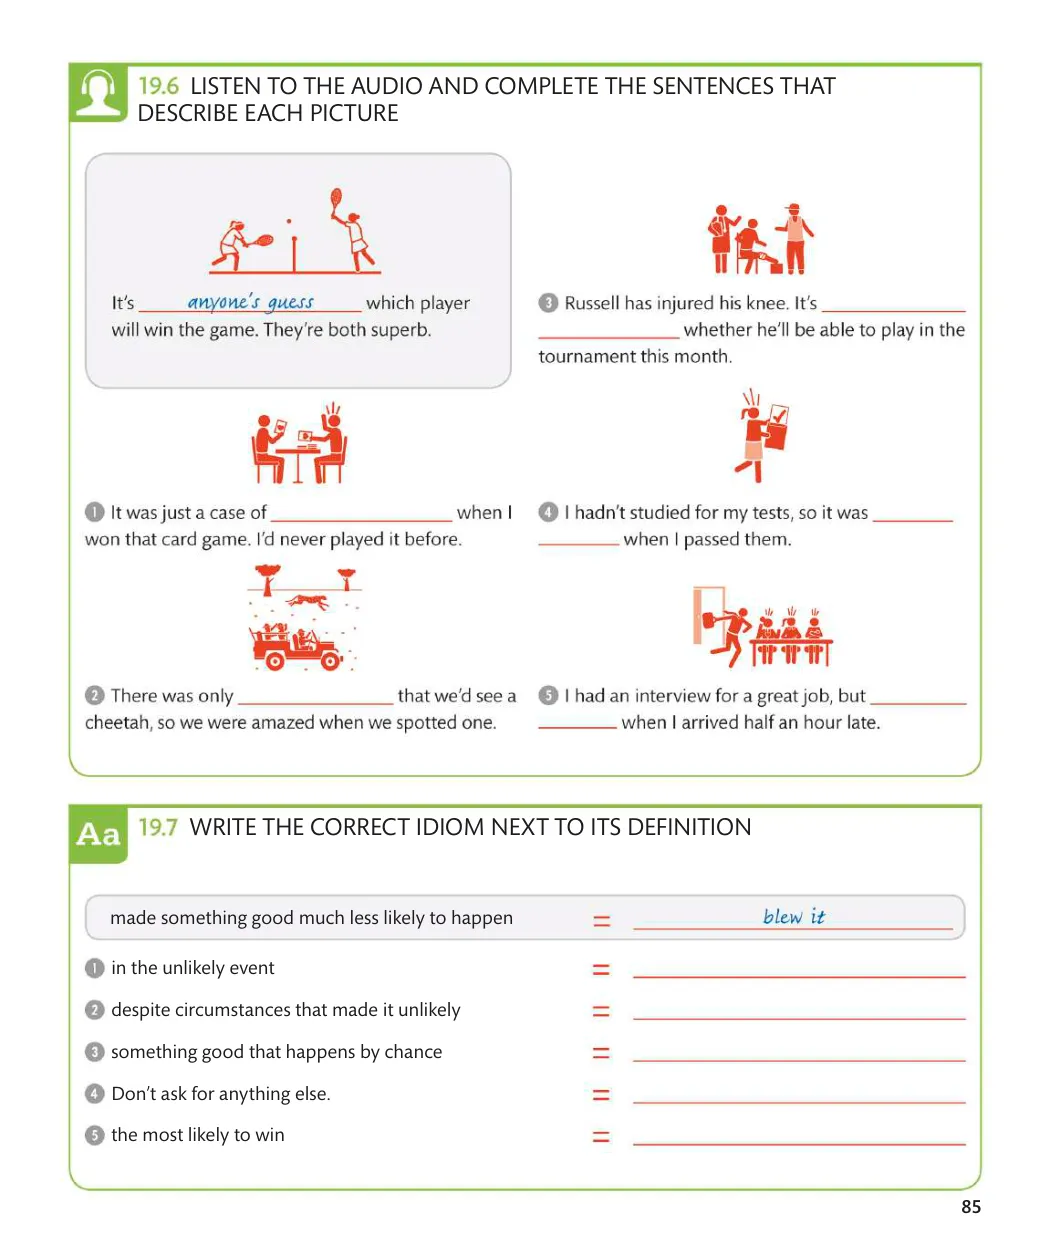 19.6 LISTEN TO THE AUDIO AND COMPLETE THE SENTENCES THAT
DESCRIBE EACH PICTURE
It's anyone's guess which player
will win the game. They're both superb.
1 It was just a case of ____ when I
won that card game. I'd never played it before.
2 There was only ____ that we'd see a
cheetah, so we were amazed when we spotted one.
3 Russell has injured his knee. It's ____
____ whether he'll be able to play in the
tournament this month.
4 I hadn't studied for my tests, so it was ____
____ when I passed them.
5 I had an interview for a great job, but ____
____ when I arrived half an hour late.
Aa 19.7 WRITE THE CORRECT IDIOM NEXT TO ITS DEFINITION
made something good much less likely to happen = blew it
1 in the unlikely event =
2 despite circumstances that made it unlikely =
3 something good that happens by chance =
4 Don't ask for anything else. =
5 the most likely to win =
85